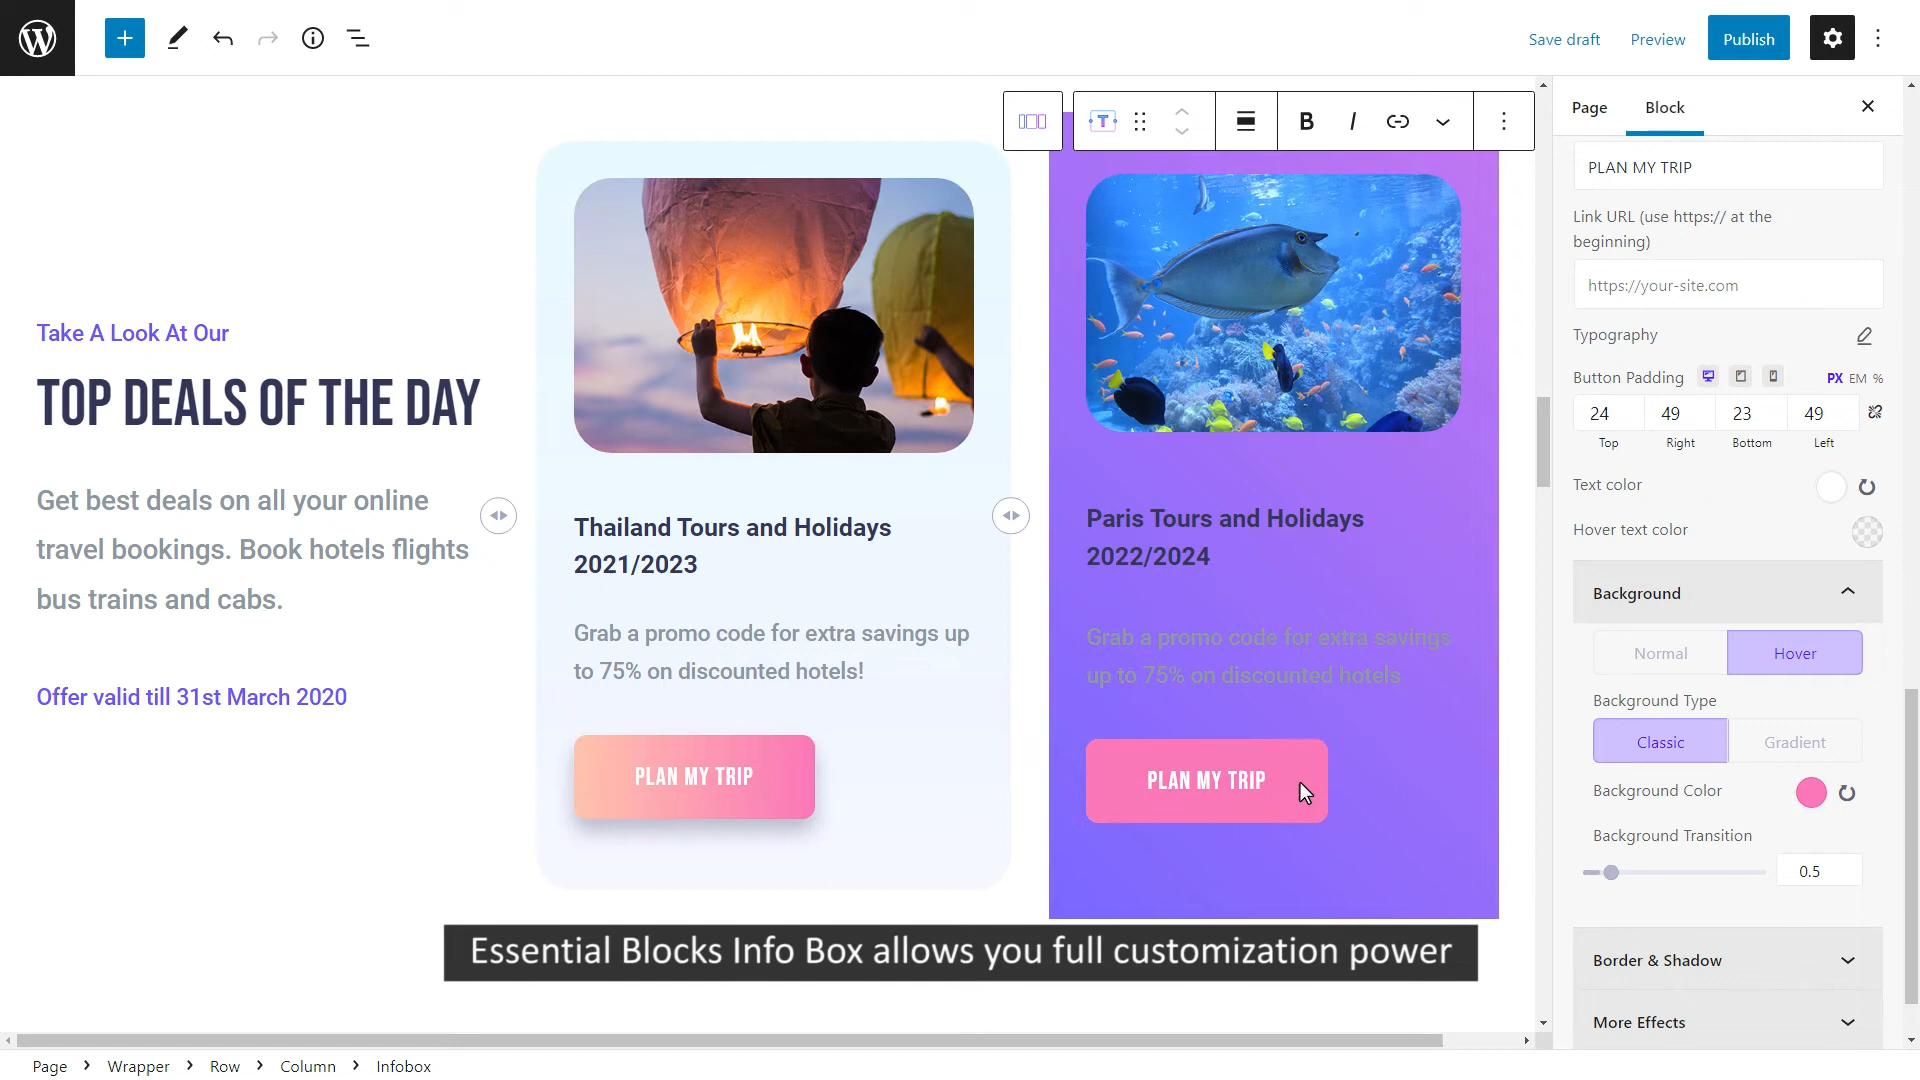 Save draft
Preview
Publish
T
B
I
Page
Block
PLAN MY TRIP
Link URL (use https:// at the
beginning)
https://your-site.com
Typography
Button Padding
PX EM %
24 49 23 49
Top Right Bottom Left
Text color
Hover text color
Background
Normal
Hover
Background Type
Classic
Gradient
Background Color
Background Transition
0.5
Border & Shadow
More Effects
Take A Look At Our
TOP DEALS OF THE DAY
Get best deals on all your online
travel bookings. Book hotels flights
bus trains and cabs.
Offer valid till 31st March 2020
Thailand Tours and Holidays
2021/2023
Grab a promo code for extra savings up
to 75% on discounted hotels!
PLAN MY TRIP
Paris Tours and Holidays
2022/2024
Grab a promo code for extra savings
up to 75% on discounted hotels
PLAN MY TRIP
Essential Blocks Info Box allows you full customization power
Page > Wrapper > Row > Column > Infobox